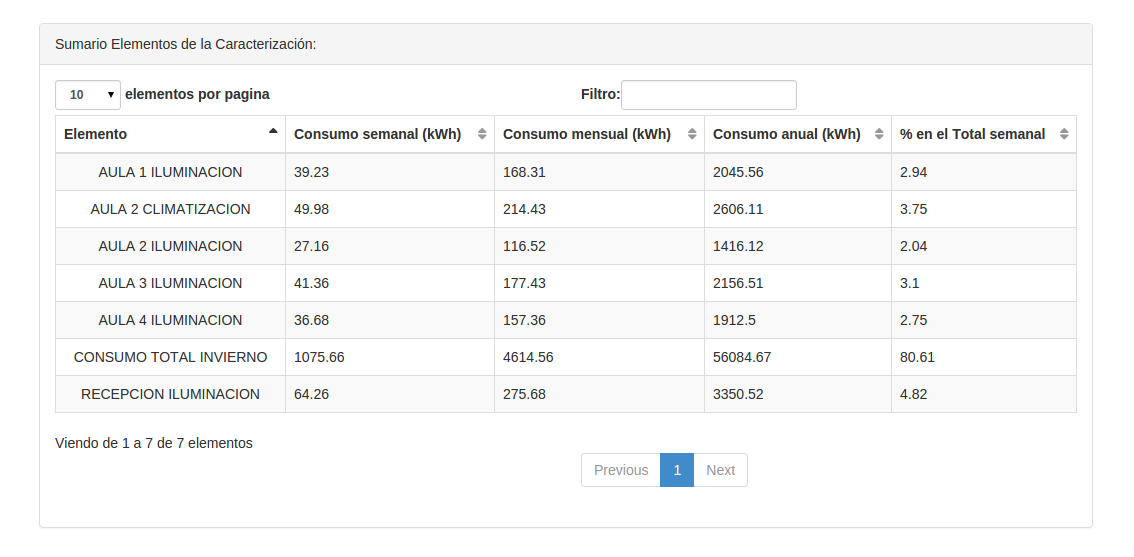 Sumario Elementos de la Caracterización:
10 elementos por pagina Filtro:
Elemento Consumo semanal (kWh) Consumo mensual (kWh) Consumo anual (kWh) % en el Total semanal
AULA 1 ILUMINACION 39.23 168.31 2045.56 2.94
AULA 2 CLIMATIZACION 49.98 214.43 2606.11 3.75
AULA 2 ILUMINACION 27.16 116.52 1416.12 2.04
AULA 3 ILUMINACION 41.36 177.43 2156.51 3.1
AULA 4 ILUMINACION 36.68 157.36 1912.5 2.75
CONSUMO TOTAL INVIERNO 1075.66 4614.56 56084.67 80.61
RECEPCION ILUMINACION 64.26 275.68 3350.52 4.82
Viendo de 1 a 7 de 7 elementos
Previous 1 Next